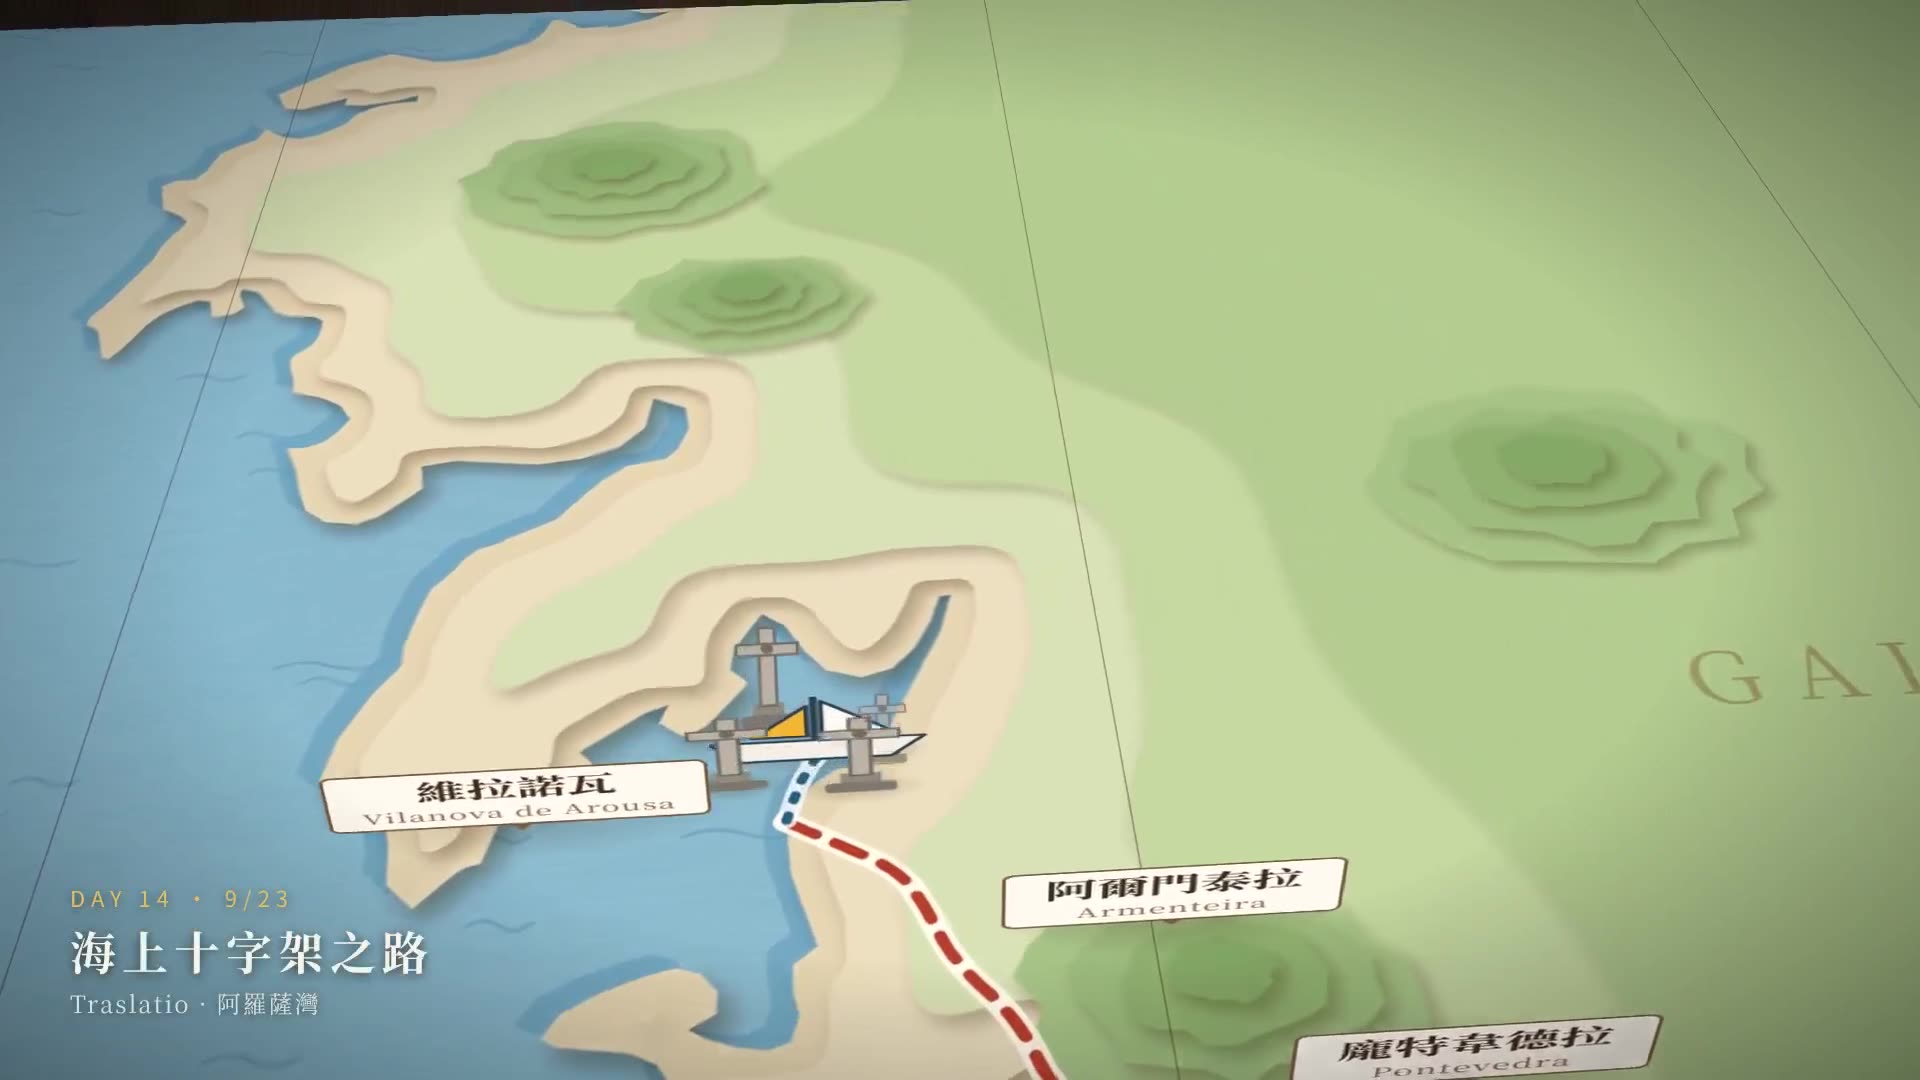 GAL
維拉諾瓦
Vilanova de Arousa
阿爾門泰拉
Armenteira
DAY 14 · 9/23
海上十字架之路
Traslatio · 阿羅薩灣
龐特韋德拉
Pontevedra